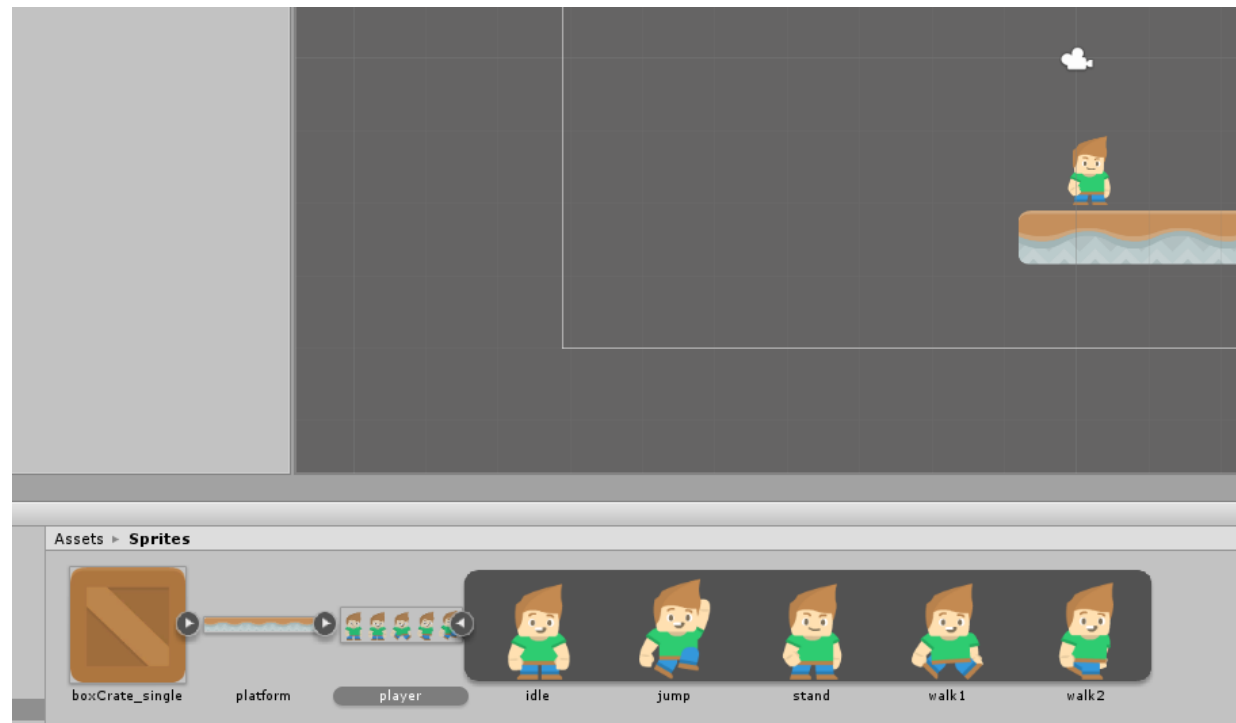 Assets ▸ Sprites
boxCrate_single platform player idle jump stand walk1 walk2